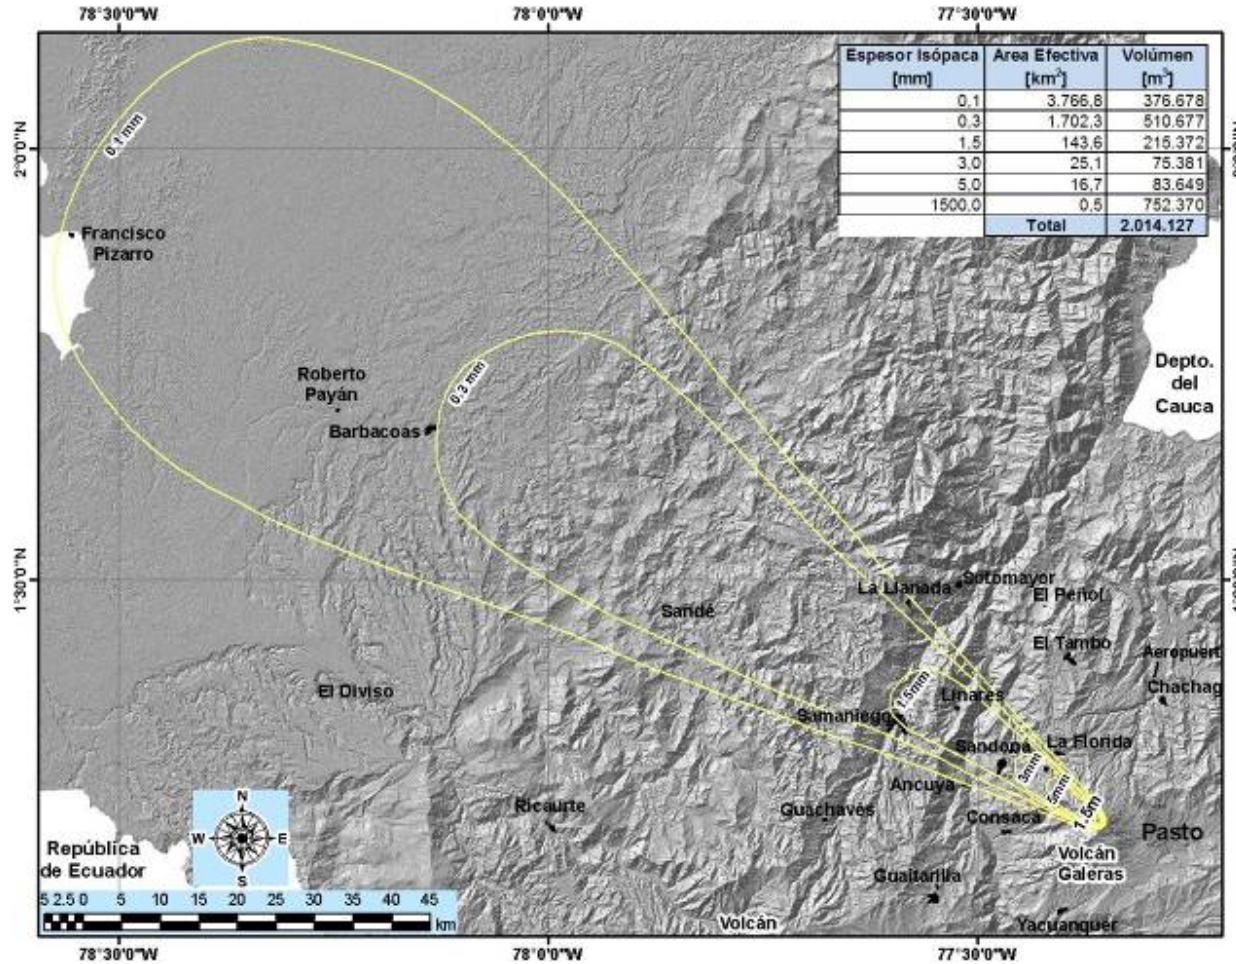 78°30'0"W 78°0'0"W 77°30'0"W
Espesor Isópaca Area Efectiva Volúmen
[mm] [km²] [m³]
0,1 3.766,8 376.678
0,3 1.702,3 510.677
1,5 143,6 215.372
3,0 25,1 75.381
5,0 16,7 83.649
1500,0 0,5 752.370
Total 2.014.127
0.1 mm
2°0'0"N
Francisco
Pizarro
Depto.
del
Cauca
0.3 mm
Roberto
Payán
Barbacoas
1°30'0"N
La Llanada
Sotomayor
El Peñol
Sandé
El Tambo
Aeropuert
Chachag
El Diviso
1.5mm
Linares
Samaniego
Sandoná
La Florida
3mm
5mm
1.5m
Ancuya
Ricaurte
Guachavés
Consacá
Pasto
Volcán
Galeras
República
de Ecuador
N
W E
S
Guaitarilla
5 2.5 0 5 10 15 20 25 30 35 40 45
km
Volcán
Yacuanquer
78°30'0"W 78°0'0"W 77°30'0"W